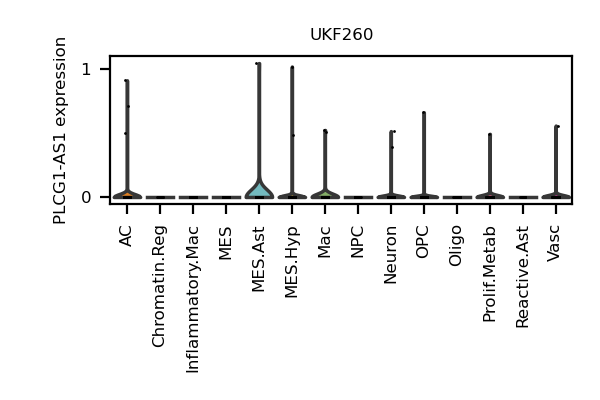 UKF260
PLCG1-AS1 expression
1
0
AC
Chromatin.Reg
Inflammatory.Mac
MES
MES.Ast
MES.Hyp
Mac
NPC
Neuron
OPC
Oligo
Prolif.Metab
Reactive.Ast
Vasc